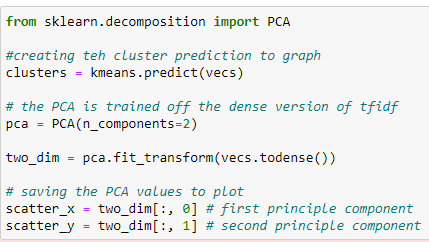 from sklearn.decomposition import PCA
#creating teh cluster prediction to graph
clusters = kmeans.predict(vecs)
# the PCA is trained off the dense version of tfidf
pca = PCA(n_components=2)
two_dim = pca.fit_transform(vecs.todense())
# saving the PCA values to plot
scatter_x = two_dim[:, 0] # first principle component
scatter_y = two_dim[:, 1] # second principle component